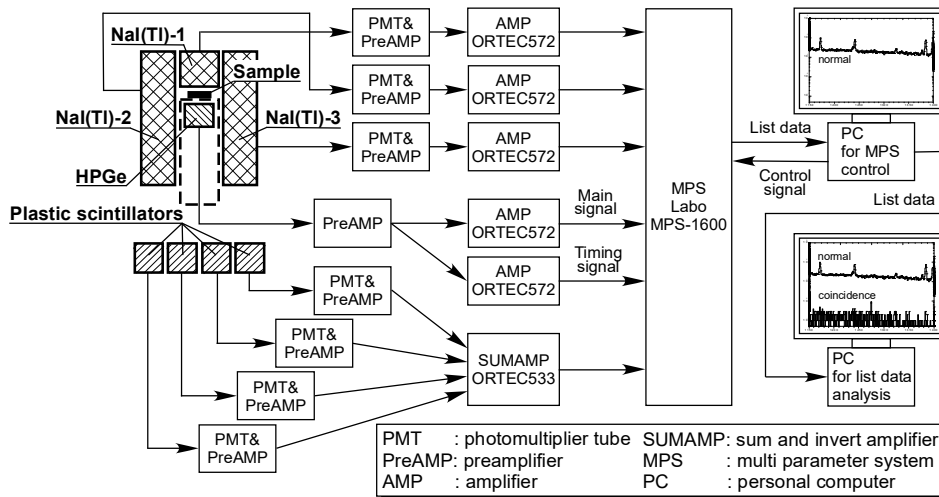 NaI(Tl)-1
Sample
NaI(Tl)-2
NaI(Tl)-3
HPGe
Plastic scintillators
PMT&
PreAMP
AMP
ORTEC572
PMT&
PreAMP
AMP
ORTEC572
PMT&
PreAMP
AMP
ORTEC572
PreAMP
AMP
ORTEC572
Main
signal
AMP
ORTEC572
Timing
signal
PMT&
PreAMP
PMT&
PreAMP
PMT&
PreAMP
PMT&
PreAMP
SUMAMP
ORTEC533
MPS
Labo
MPS-1600
List data
Control
signal
normal
PC
for MPS
control
List data
normal
coincidence
PC
for list data
analysis
PMT : photomultiplier tube SUMAMP: sum and invert amplifier
PreAMP: preamplifier MPS : multi parameter system
AMP : amplifier PC : personal computer